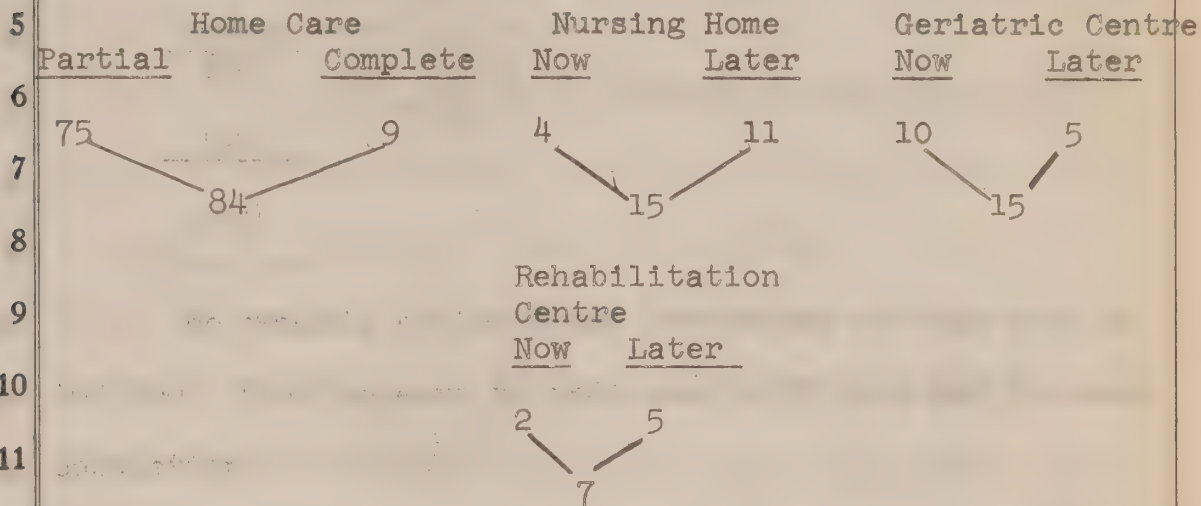 5 Home Care Nursing Home Geriatric Centre
Partial Complete Now Later Now Later
6
75 9 4 11 10 5
7
84 15 15
8
Rehabilitation
9 Centre
Now Later
10
2 5
11
7